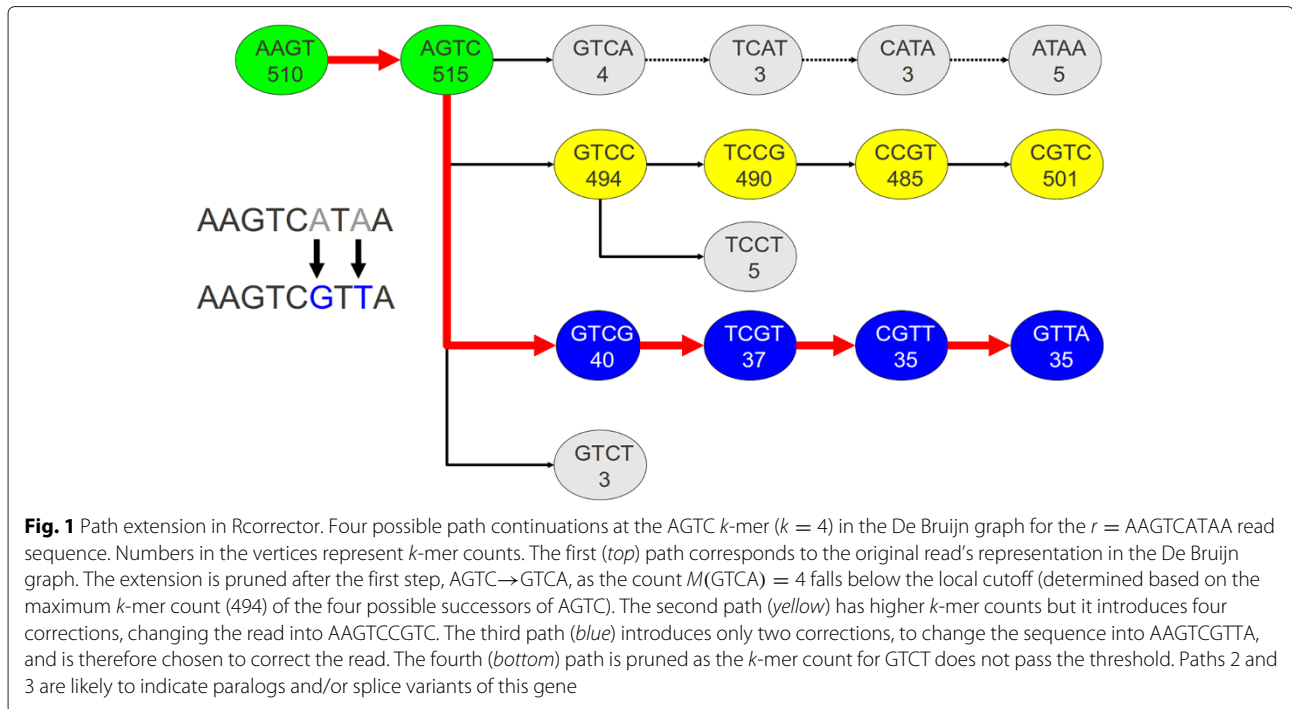 AAGT
510
AGTC
515
GTCA
4
TCAT
3
CATA
3
ATAA
5
GTCC
494
TCCG
490
CCGT
485
CGTC
501
TCCT
5
AAGTCATAA
AAGTCGTTA
GTCG
40
TCGT
37
CGTT
35
GTTA
35
GTCT
3
Fig. 1 Path extension in Rcorrector. Four possible path continuations at the AGTC k-mer (k = 4) in the De Bruijn graph for the r = AAGTCATAA read
sequence. Numbers in the vertices represent k-mer counts. The first (top) path corresponds to the original read's representation in the De Bruijn
graph. The extension is pruned after the first step, AGTC→GTCA, as the count M(GTCA) = 4 falls below the local cutoff (determined based on the
maximum k-mer count (494) of the four possible successors of AGTC). The second path (yellow) has higher k-mer counts but it introduces four
corrections, changing the read into AAGTCCGTC. The third path (blue) introduces only two corrections, to change the sequence into AAGTCGTTA,
and is therefore chosen to correct the read. The fourth (bottom) path is pruned as the k-mer count for GTCT does not pass the threshold. Paths 2 and
3 are likely to indicate paralogs and/or splice variants of this gene